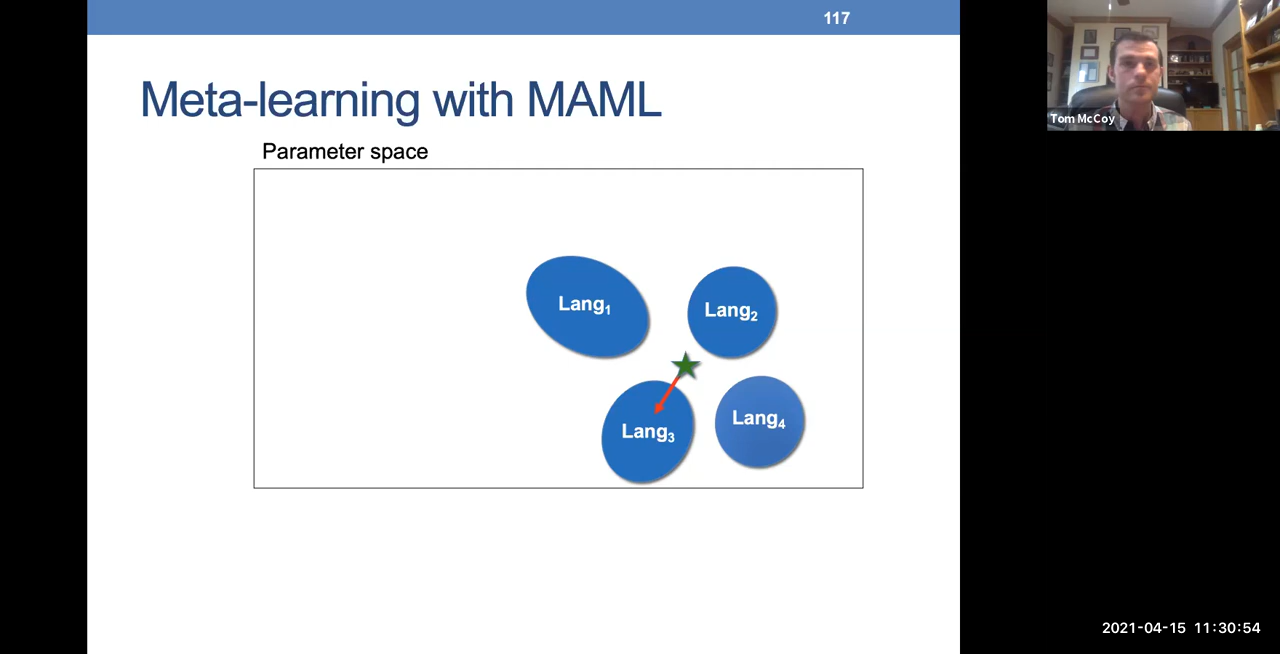 117
Meta-learning with MAML
Parameter space
Lang1
Lang2
Lang3
Lang4
Tom McCoy
2021-04-15 11:30:54